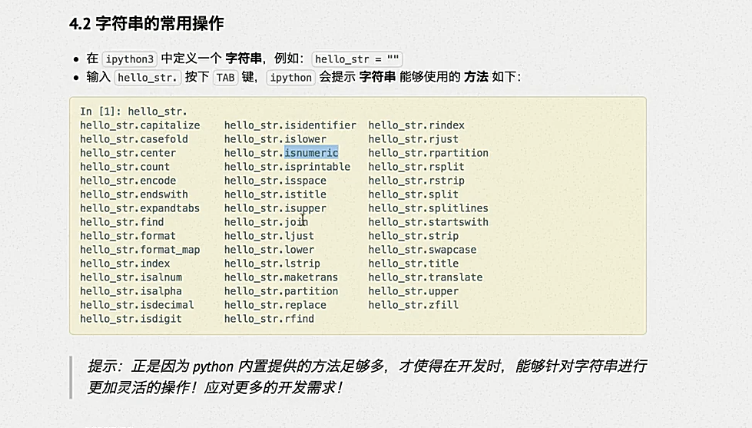 4.2 字符串的常用操作
在 ipython3 中定义一个 字符串，例如： hello_str = ""
输入 hello_str. 按下 TAB 键， ipython 会提示 字符串 能够使用的 方法 如下：
In [1]: hello_str.
hello_str.capitalize hello_str.isidentifier hello_str.rindex
hello_str.casefold hello_str.islower hello_str.rjust
hello_str.center hello_str.isnumeric hello_str.rpartition
hello_str.count hello_str.isprintable hello_str.rsplit
hello_str.encode hello_str.isspace hello_str.rstrip
hello_str.endswith hello_str.istitle hello_str.split
hello_str.expandtabs hello_str.isupper hello_str.splitlines
hello_str.find hello_str.join hello_str.startswith
hello_str.format hello_str.ljust hello_str.strip
hello_str.format_map hello_str.lower hello_str.swapcase
hello_str.index hello_str.lstrip hello_str.title
hello_str.isalnum hello_str.maketrans hello_str.translate
hello_str.isalpha hello_str.partition hello_str.upper
hello_str.isdecimal hello_str.replace hello_str.zfill
hello_str.isdigit hello_str.rfind
提示：正是因为 python 内置提供的方法足够多，才使得在开发时，能够针对字符串进行
更加灵活的操作！应对更多的开发需求！